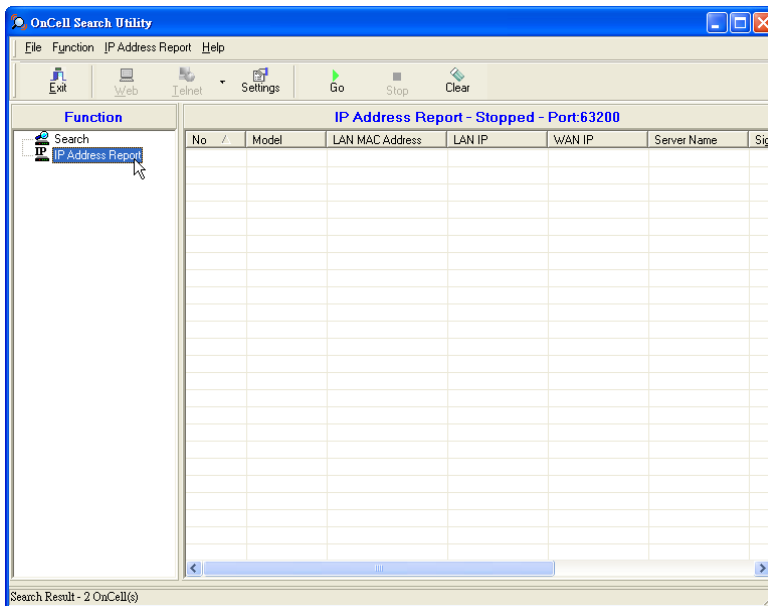 OnCell Search Utility
File Function IP Address Report Help
Exit Web Telnet Settings Go Stop Clear
Function
IP Address Report - Stopped - Port:63200
Search
IP Address Report
No Model LAN MAC Address LAN IP WAN IP Server Name Sig
Search Result - 2 OnCell(s)